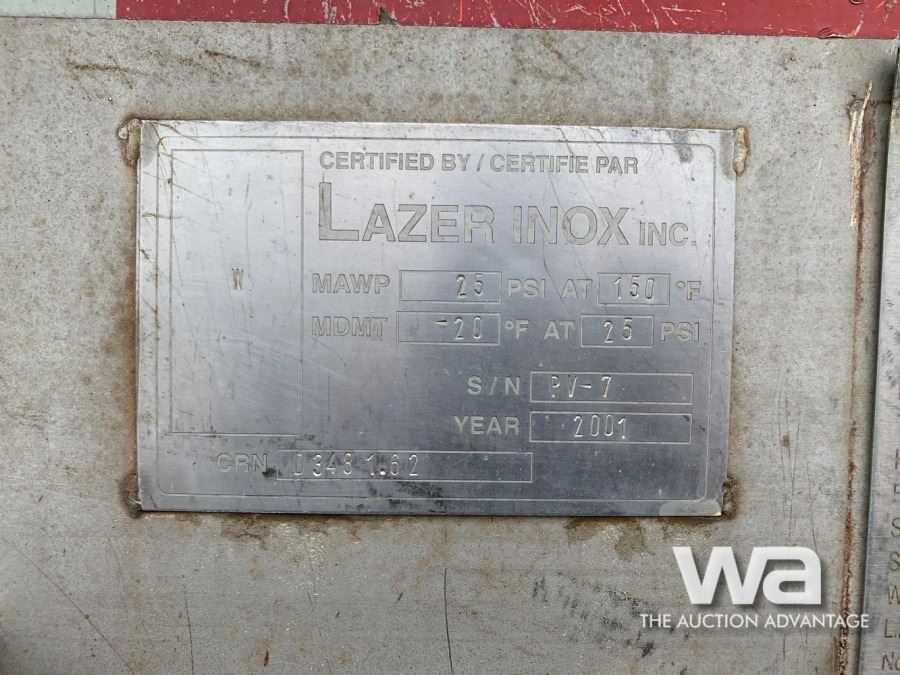 CERTIFIED BY / CERTIFIE PAR
LAZER INOX INC.
W
MAWP 25 PSI AT 150 °F
MDMT -20 °F AT 25 PSI
S/N PV-7
YEAR 2001
CRN 0348 1.62
wa
THE AUCTION ADVANTAGE